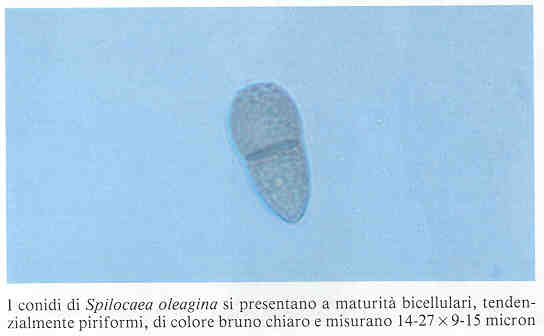 I conidi di Spilocaea oleagina si presentano a maturità bicellulari, tenden-
zialmente piriformi, di colore bruno chiaro e misurano 14-27 × 9-15 micron